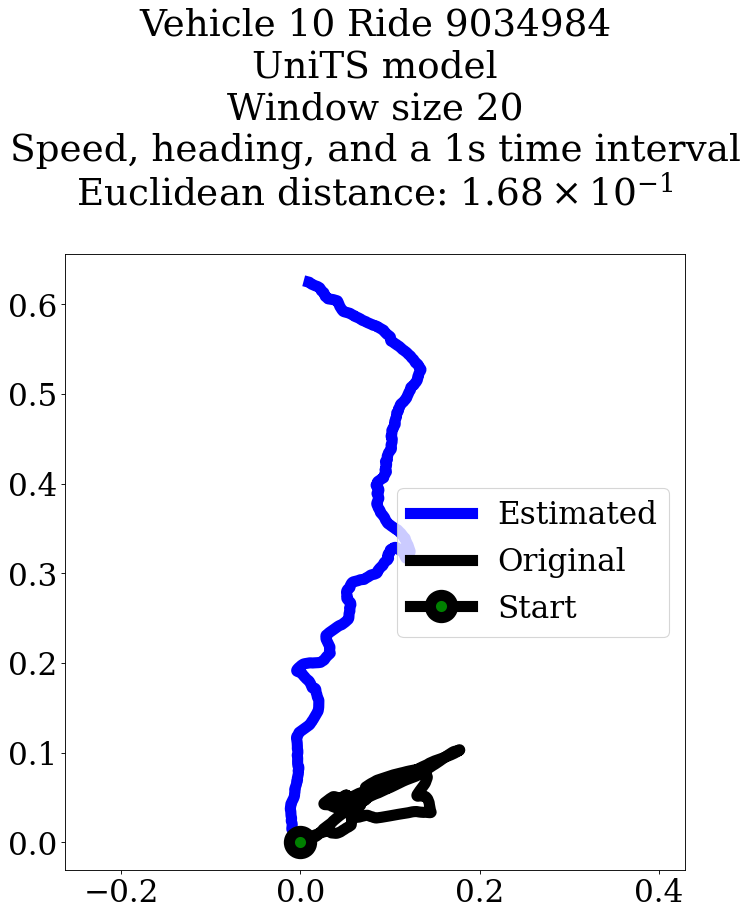 Vehicle 10 Ride 9034984
UniTS model
Window size 20
Speed, heading, and a 1s time interval
Euclidean distance: 1.68 × 10⁻¹
0.6
0.5
0.4
0.3
0.2
0.1
0.0
Estimated
Original
Start
−0.2 0.0 0.2 0.4